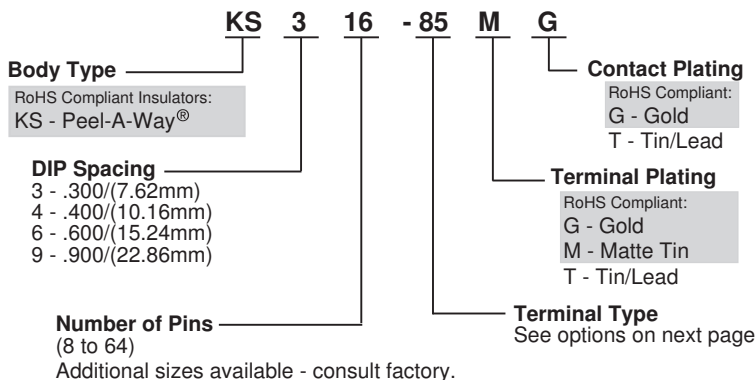 KS 3 16 - 85 M G
Body Type
RoHS Compliant Insulators:
KS - Peel-A-Way®
DIP Spacing
3 - .300/(7.62mm)
4 - .400/(10.16mm)
6 - .600/(15.24mm)
9 - .900/(22.86mm)
Number of Pins
(8 to 64)
Additional sizes available - consult factory.
Contact Plating
RoHS Compliant:
G - Gold
T - Tin/Lead
Terminal Plating
RoHS Compliant:
G - Gold
M - Matte Tin
T - Tin/Lead
Terminal Type
See options on next page